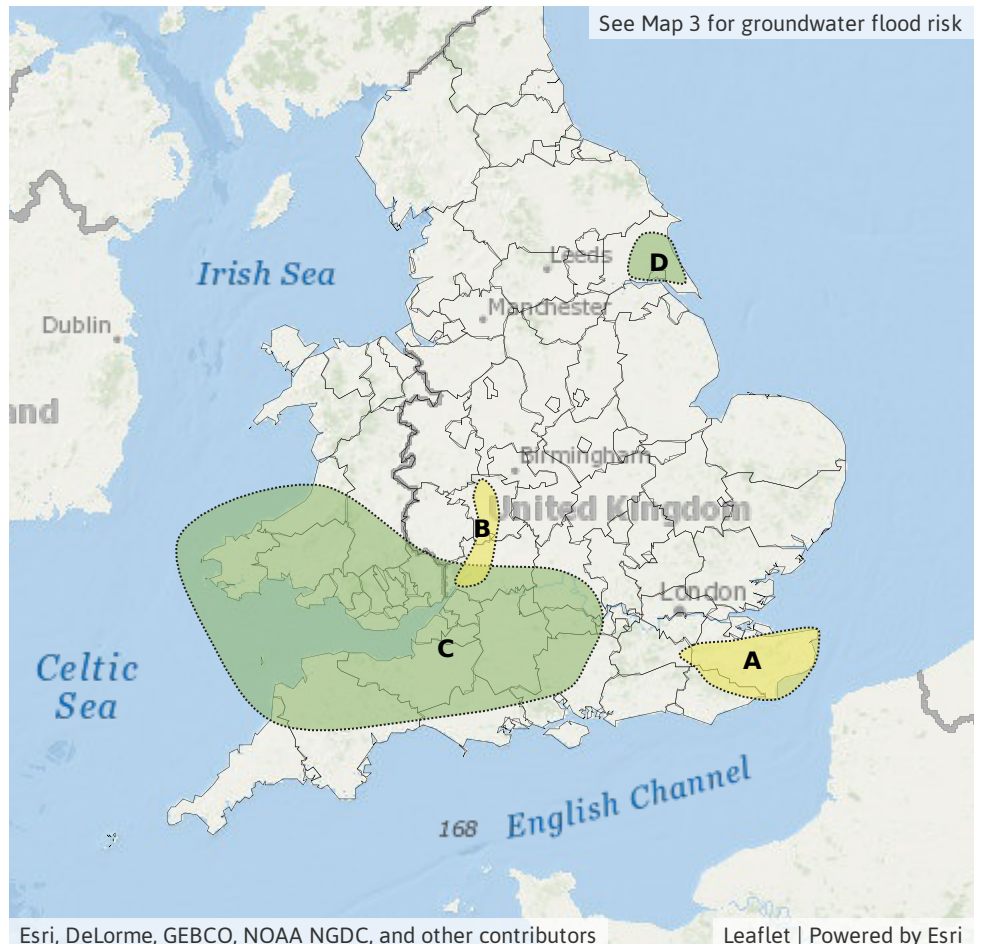 See Map 3 for groundwater flood risk
D
Leeds
Irish Sea
Manchester
Dublin
and
Birmingham
United Kingdom
B
London
C
A
Celtic
Sea
English Channel
168
Esri, DeLorme, GEBCO, NOAA NGDC, and other contributors
Leaflet | Powered by Esri